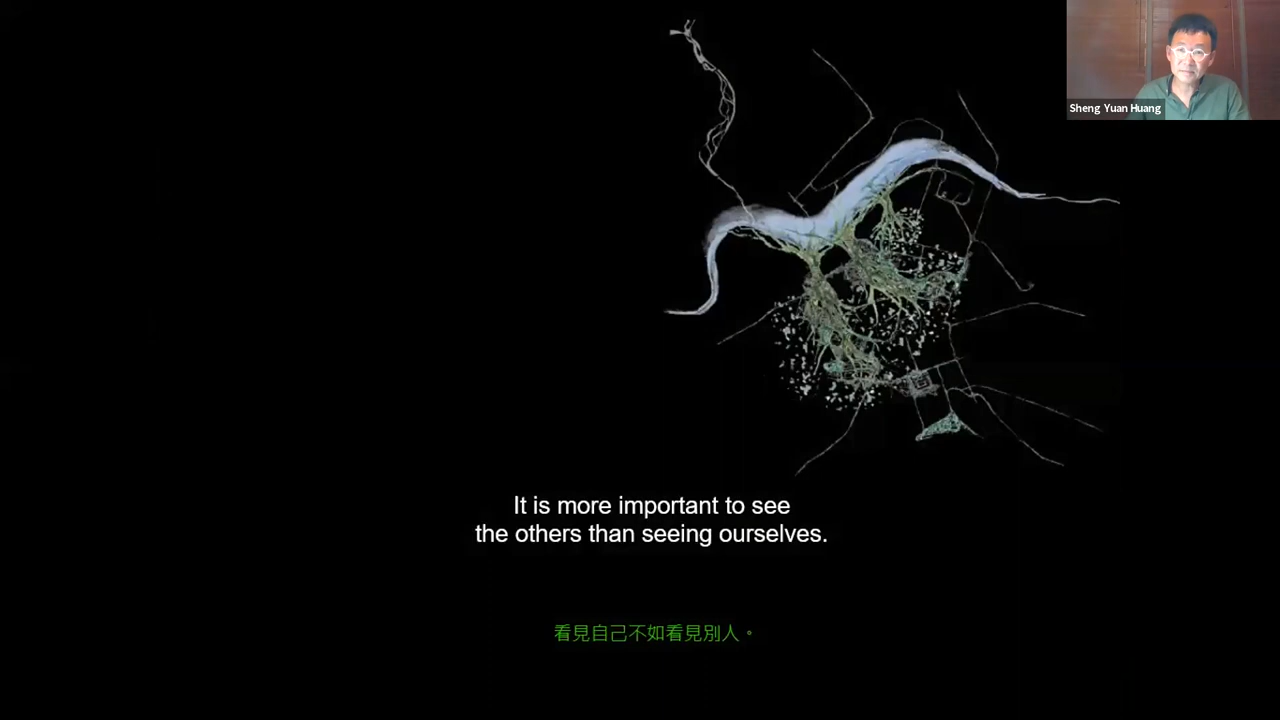 Sheng Yuan Huang
It is more important to see
the others than seeing ourselves.
看見自己不如看見別人。